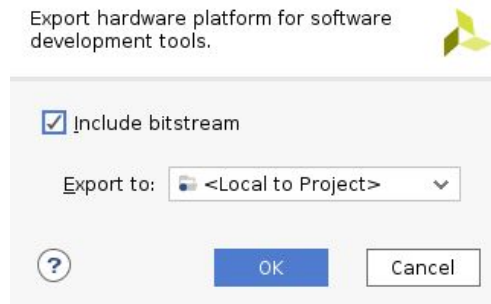 Export hardware platform for software
development tools.
Include bitstream
Export to: <Local to Project>
?
OK
Cancel